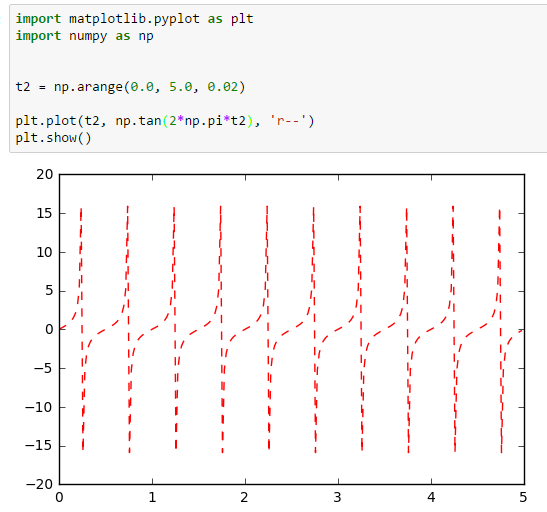 import matplotlib.pyplot as plt
import numpy as np
t2 = np.arange(0.0, 5.0, 0.02)
plt.plot(t2, np.tan(2*np.pi*t2), 'r--')
plt.show()
20
15
10
5
0
−5
−10
−15
−20
0 1 2 3 4 5